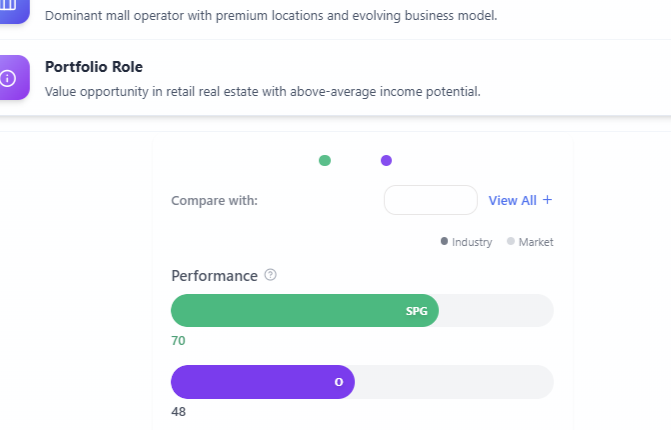 Dominant mall operator with premium locations and evolving business model.
Portfolio Role
Value opportunity in retail real estate with above-average income potential.
Compare with:
View All +
Industry
Market
Performance
SPG
70
O
48